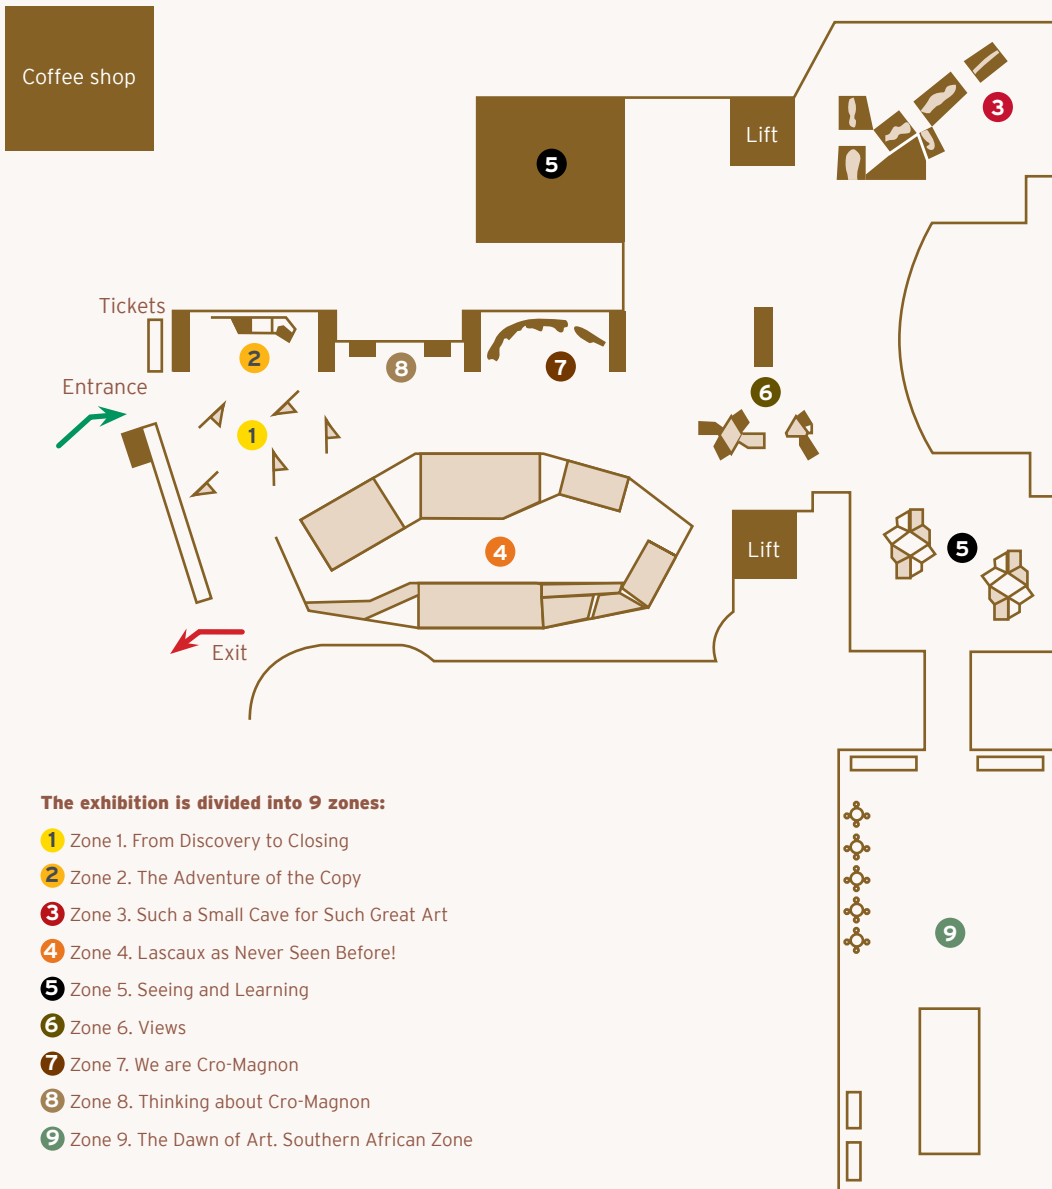 Coffee shop
Lift
3
5
Tickets
2
8
7
Entrance
6
1
4
Lift
5
Exit
The exhibition is divided into 9 zones:
1 Zone 1. From Discovery to Closing
2 Zone 2. The Adventure of the Copy
3 Zone 3. Such a Small Cave for Such Great Art
4 Zone 4. Lascaux as Never Seen Before!
5 Zone 5. Seeing and Learning
6 Zone 6. Views
7 Zone 7. We are Cro-Magnon
8 Zone 8. Thinking about Cro-Magnon
9 Zone 9. The Dawn of Art. Southern African Zone
9